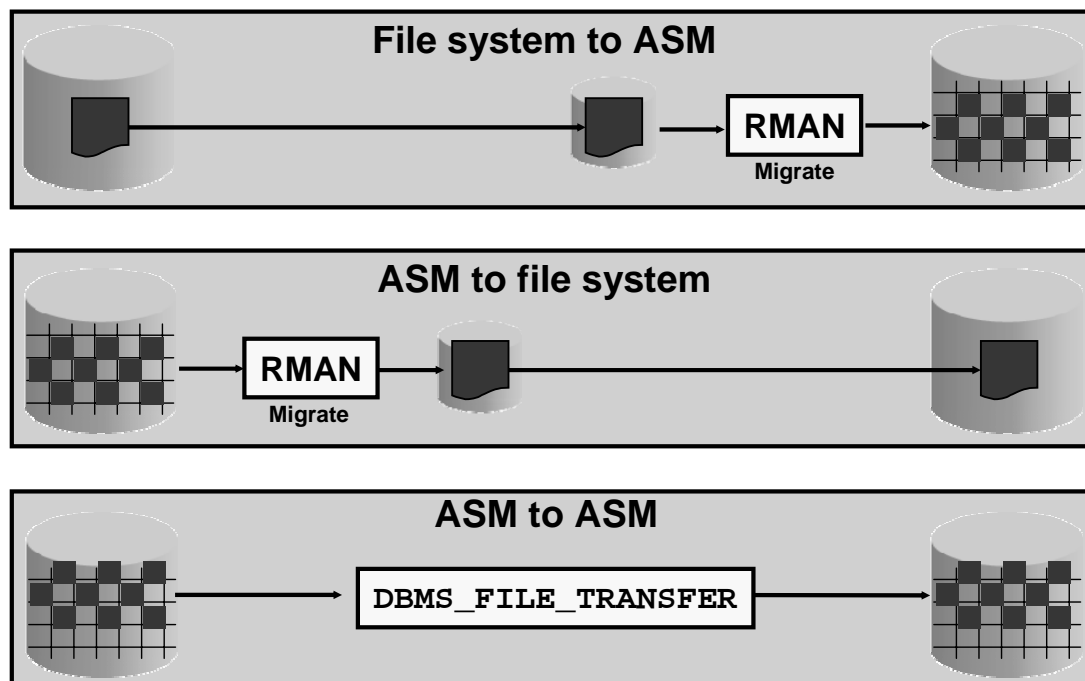 File system to ASM
RMAN
Migrate
ASM to file system
RMAN
Migrate
ASM to ASM
DBMS_FILE_TRANSFER